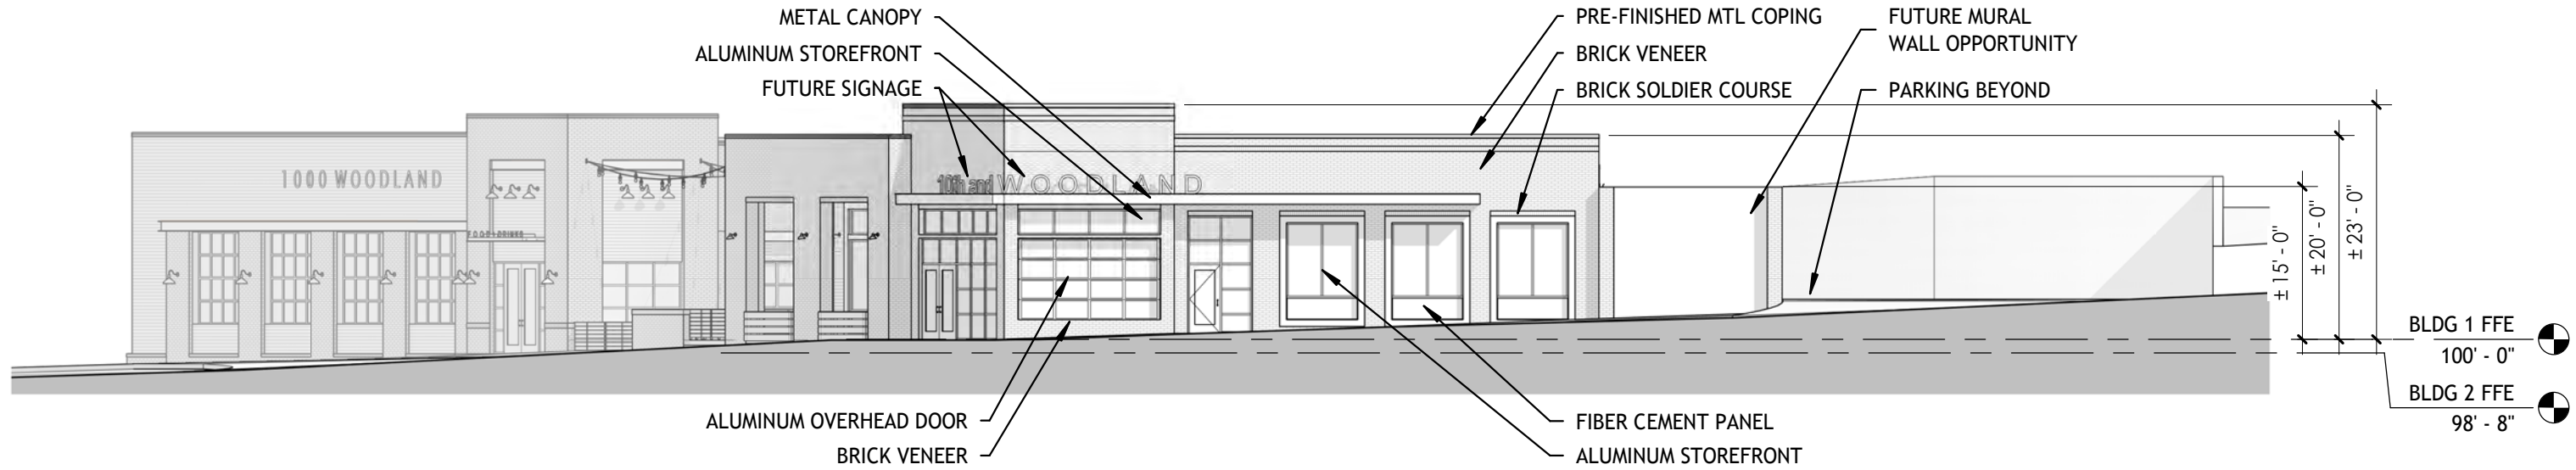 METAL CANOPY
ALUMINUM STOREFRONT
FUTURE SIGNAGE
PRE-FINISHED MTL COPING
BRICK VENEER
BRICK SOLDIER COURSE
FUTURE MURAL
WALL OPPORTUNITY
PARKING BEYOND
1000 WOODLAND
FOOD+DRINKS
10th and WOODLAND
±15' - 0"
±20' - 0"
±23' - 0"
BLDG 1 FFE
100' - 0"
BLDG 2 FFE
98' - 8"
ALUMINUM OVERHEAD DOOR
BRICK VENEER
FIBER CEMENT PANEL
ALUMINUM STOREFRONT